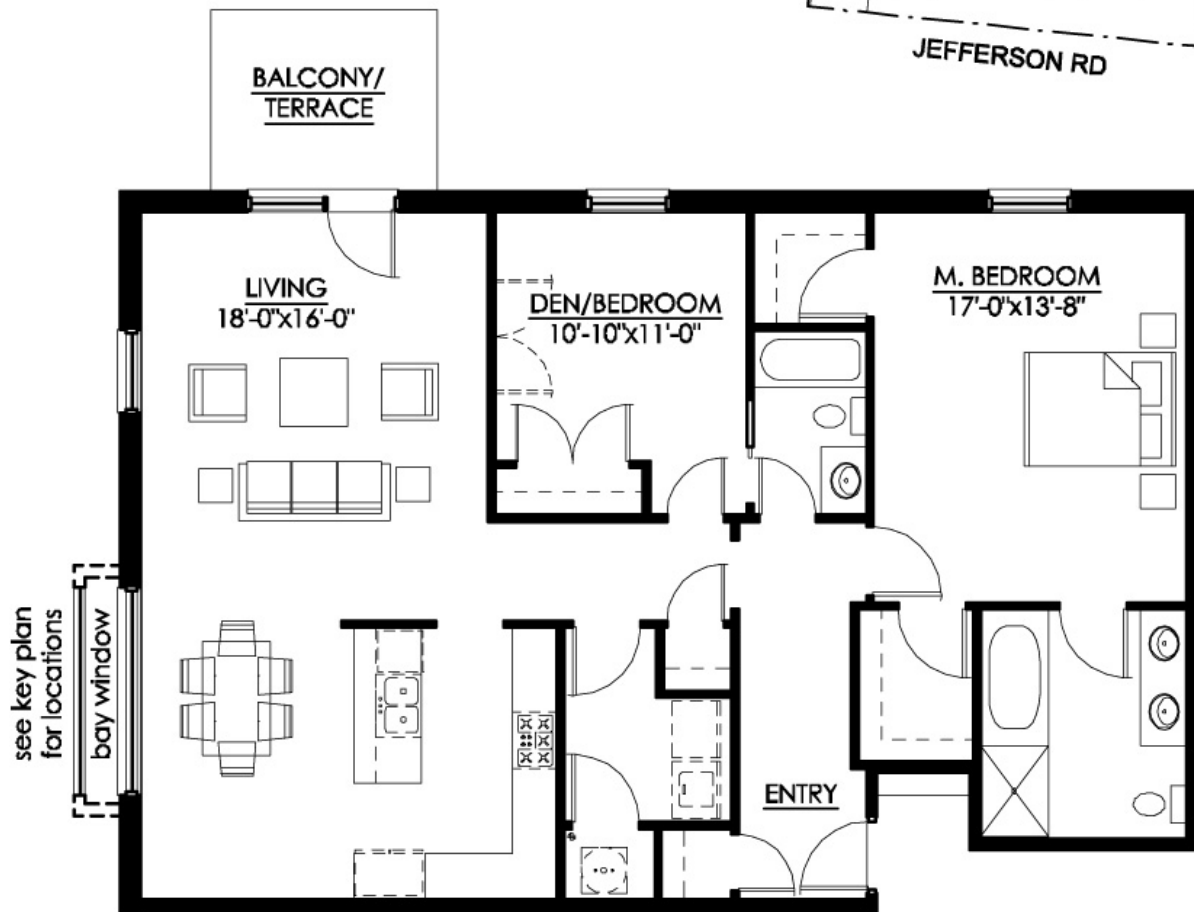 JEFFERSON RD
BALCONY/
TERRACE
LIVING
18'-0"x16'-0"
DEN/BEDROOM
10'-10"x11'-0"
M. BEDROOM
17'-0"x13'-8"
see key plan
for locations
bay window
ENTRY